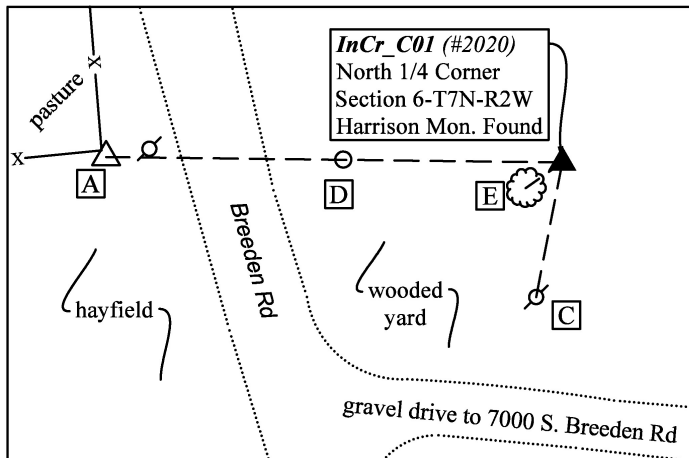 InCr_C01 (#2020)
North 1/4 Corner
Section 6-T7N-R2W
Harrison Mon. Found
x
pasture
x
A
D
E
Breeden Rd
hayfield
wooded
yard
C
gravel drive to 7000 S. Breeden Rd